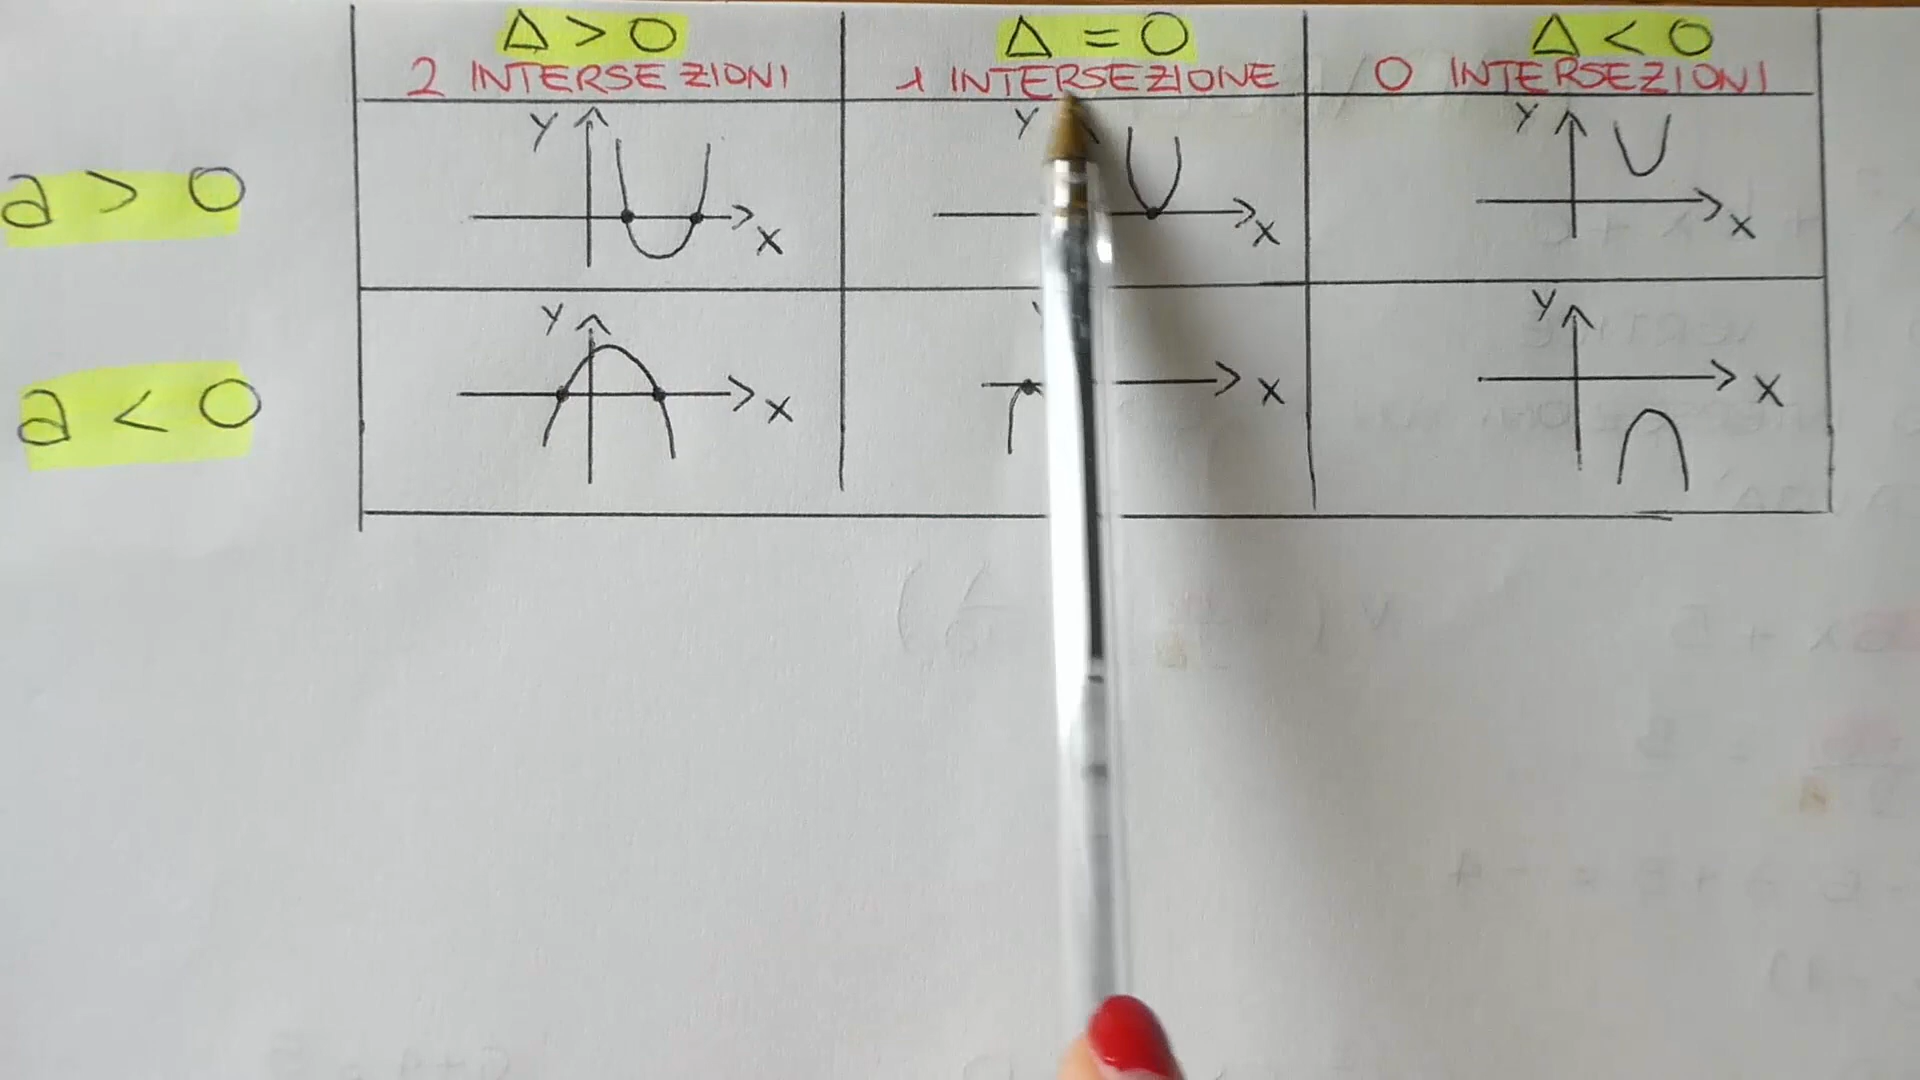 Δ > 0 Δ = 0 Δ < 0
2 INTERSEZIONI 1 INTERSEZIONE 0 INTERSEZIONI
a > 0
y x y x y x
a < 0
y x x y x